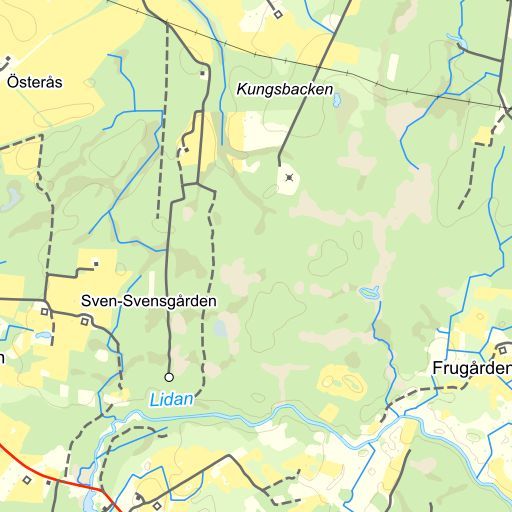 Österås
Kungsbacken
Sven-Svensgården
n
Frugården
Lidan